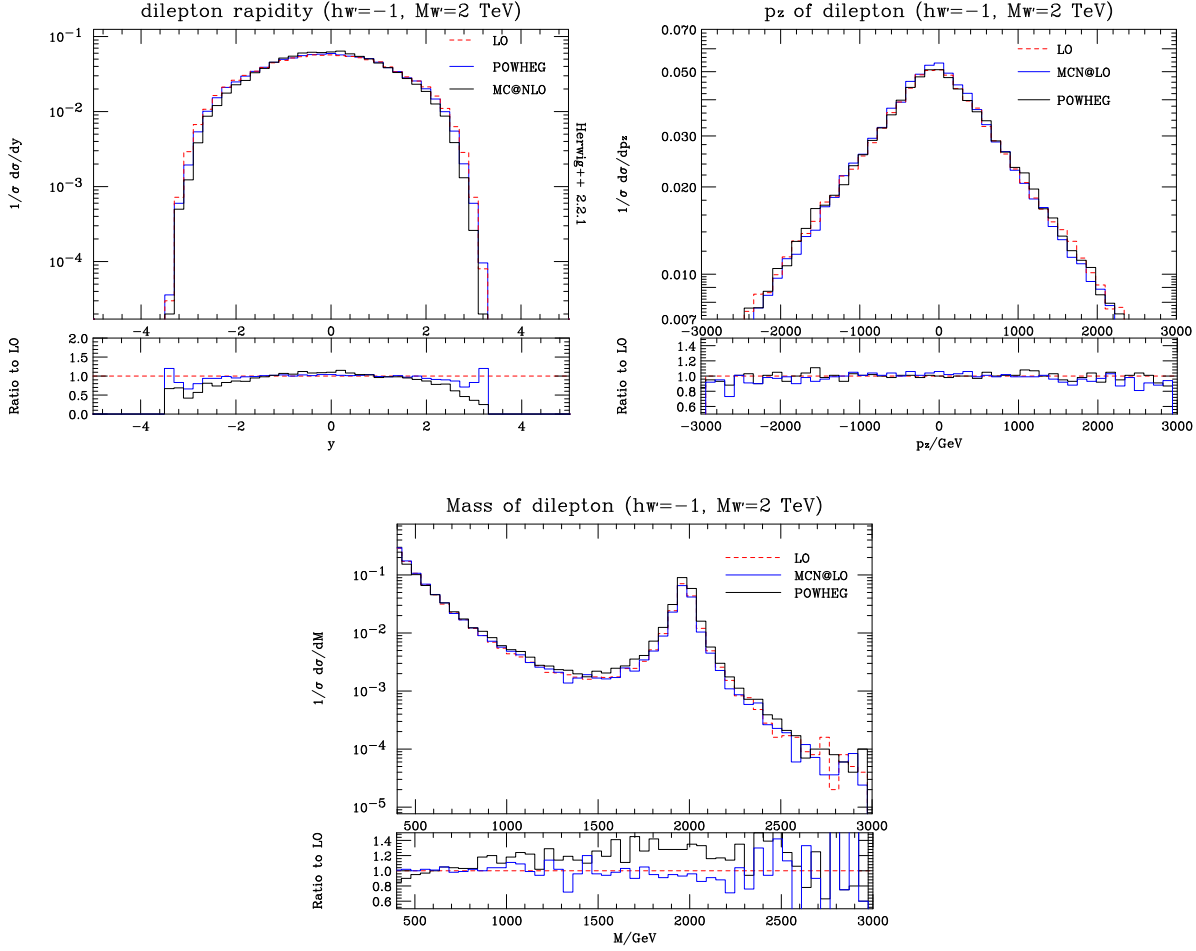 dilepton rapidity (hw'=−1, Mw'=2 TeV)
10−1
10−2
10−3
10−4
1/σ dσ/dy
LO
POWHEG
MC@NLO
Herwig++ 2.2.1
−4 −2 0 2 4
2.0
1.5
1.0
0.5
0.0
Ratio to LO
−4 −2 0 2 4
y
pz of dilepton (hw'=−1, Mw'=2 TeV)
0.070
0.050
0.030
0.020
0.010
0.007
1/σ dσ/dpz
LO
MCN@LO
POWHEG
−3000 −2000 −1000 0 1000 2000 3000
1.4
1.2
1.0
0.8
0.6
Ratio to LO
−3000 −2000 −1000 0 1000 2000 3000
pz/GeV
Mass of dilepton (hw'=−1, Mw'=2 TeV)
10−1
10−2
10−3
10−4
10−5
1/σ dσ/dM
LO
MCN@LO
POWHEG
500 1000 1500 2000 2500 3000
1.4
1.2
1.0
0.8
0.6
Ratio to LO
500 1000 1500 2000 2500 3000
M/GeV